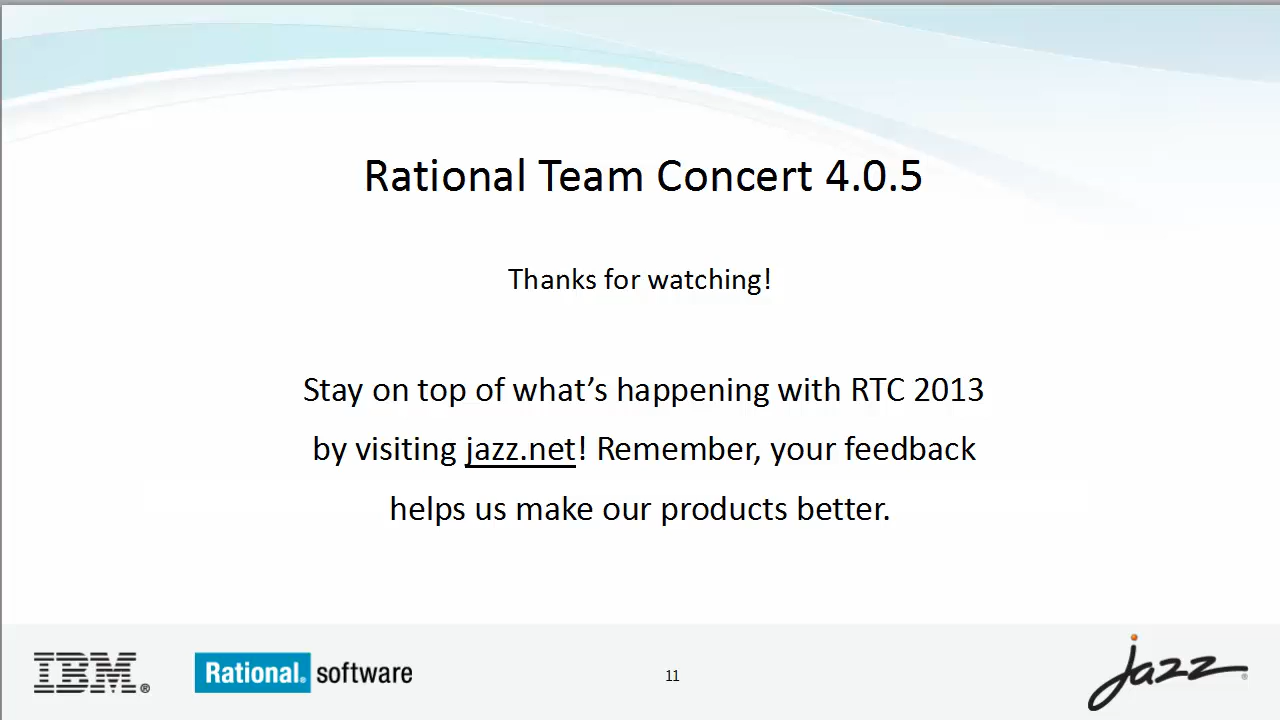 Rational Team Concert 4.0.5
Thanks for watching!
Stay on top of what’s happening with RTC 2013
by visiting jazz.net! Remember, your feedback
helps us make our products better.
IBM® Rational® software 11 jazz®